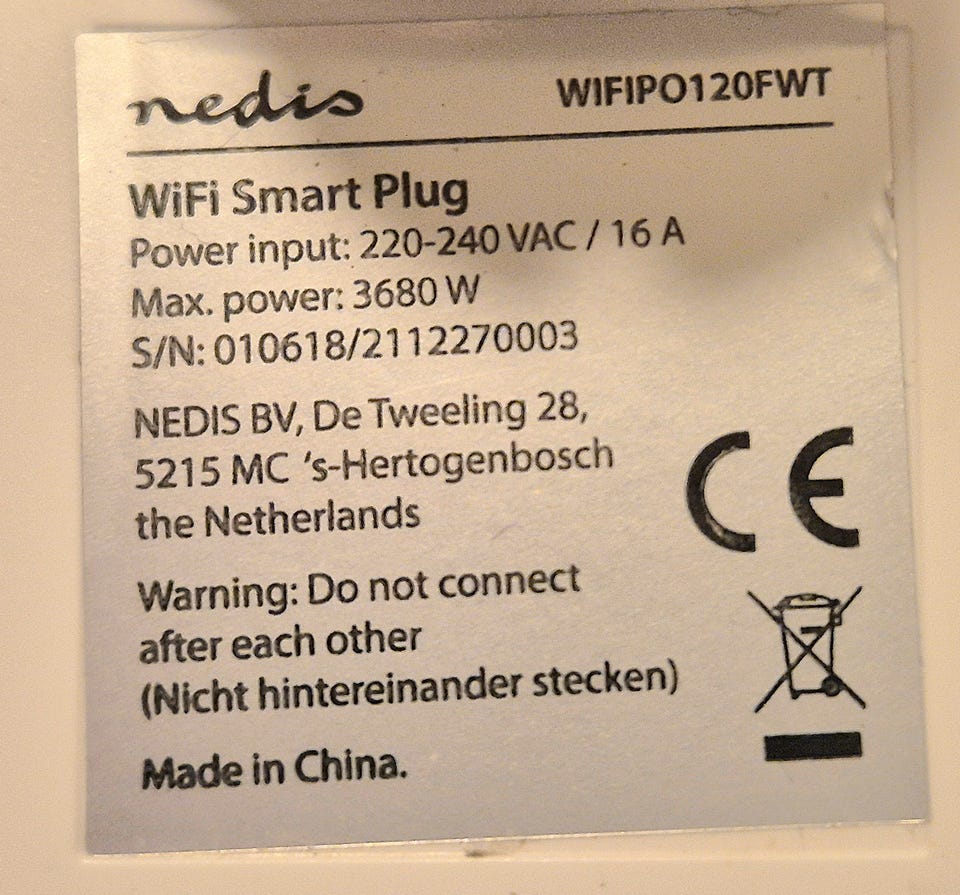 nedis WIFIPO120FWT
WiFi Smart Plug
Power input: 220-240 VAC / 16 A
Max. power: 3680 W
S/N: 010618/2112270003
NEDIS BV, De Tweeling 28,
5215 MC 's-Hertogenbosch
the Netherlands
CE
Warning: Do not connect
after each other
(Nicht hintereinander stecken)
Made in China.